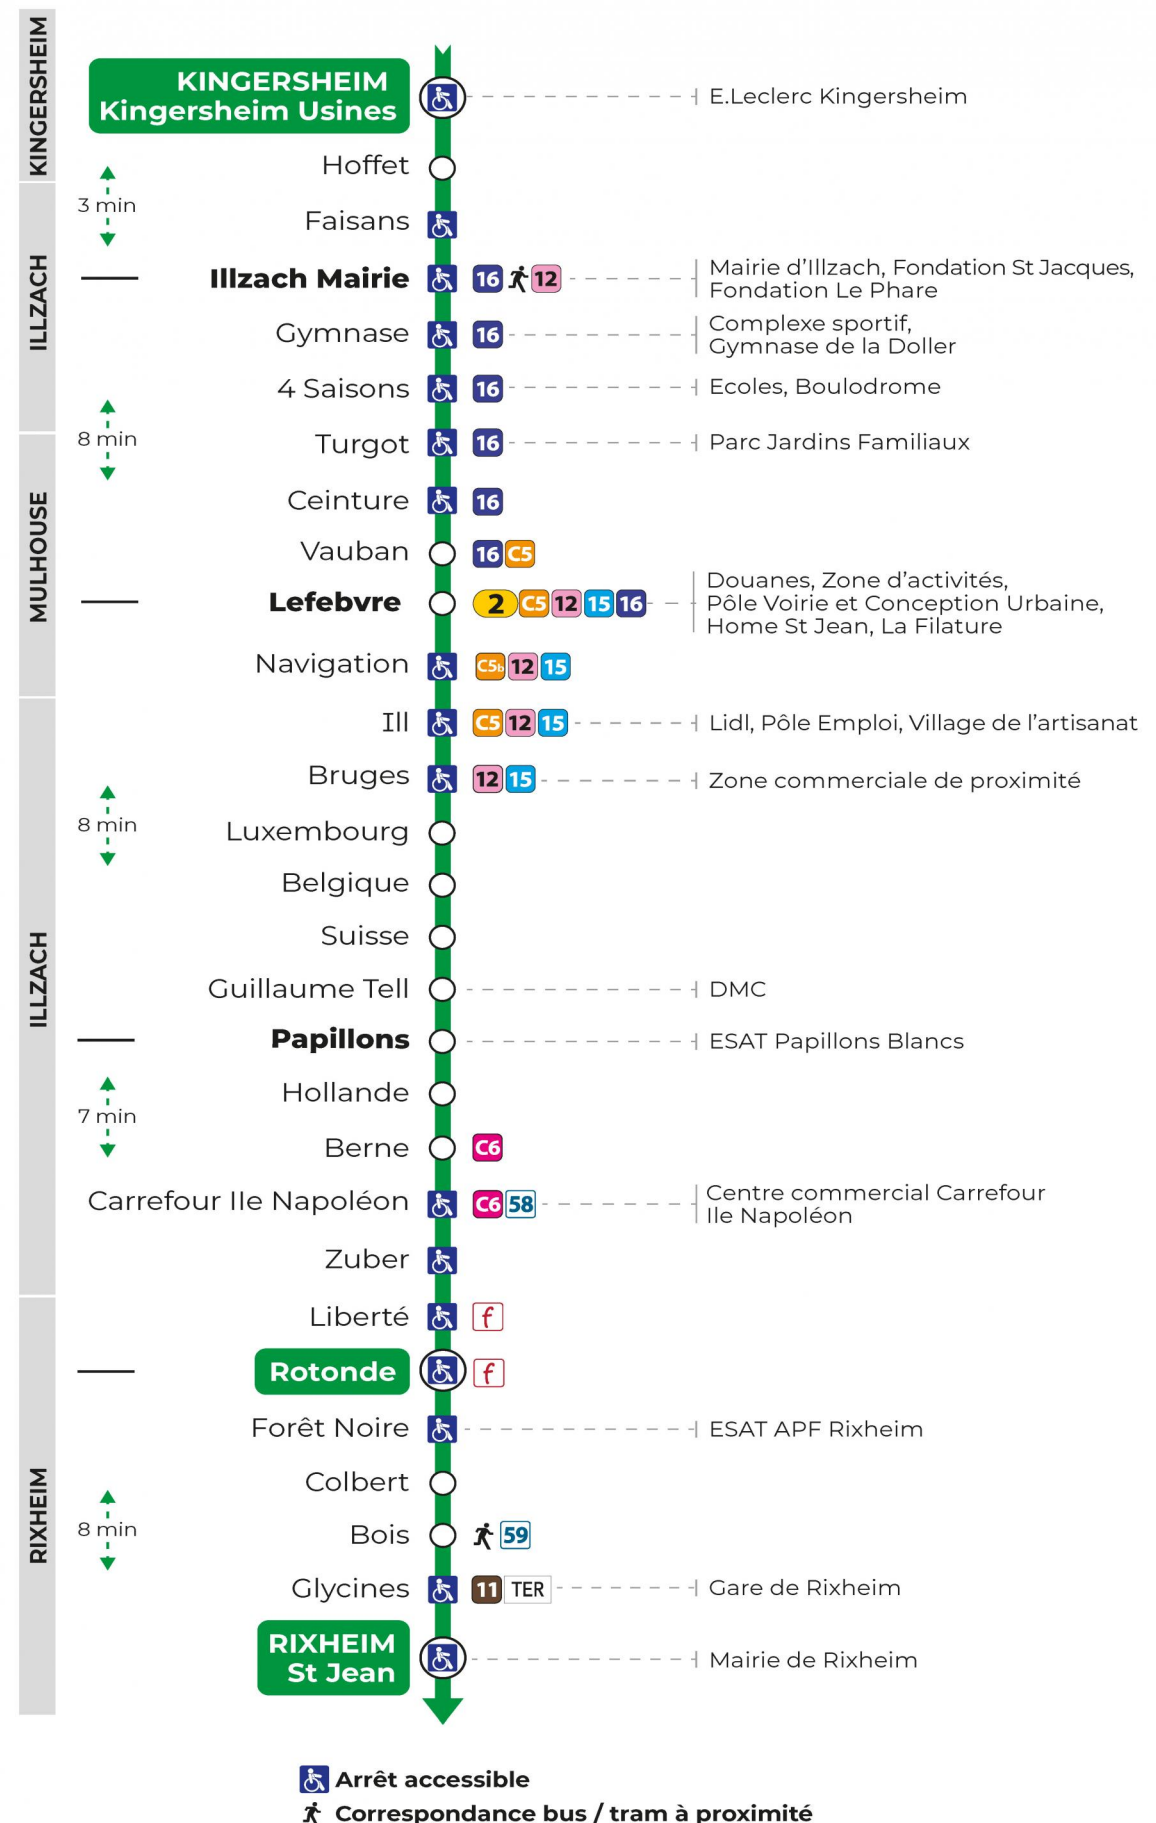 KINGERSHEIM
KINGERSHEIM
Kingersheim Usines
E.Leclerc Kingersheim
Hoffet
3 min
Faisans
ILLZACH
Illzach Mairie 16 12
Mairie d’Illzach, Fondation St Jacques,
Fondation Le Phare
Gymnase 16
Complexe sportif,
Gymnase de la Doller
4 Saisons 16 Ecoles, Boulodrome
8 min
Turgot 16 Parc Jardins Familiaux
MULHOUSE
Ceinture 16
Vauban 16 C5
Lefebvre 2 C5 12 15 16
Douanes, Zone d’activités,
Pôle Voirie et Conception Urbaine,
Home St Jean, La Filature
Navigation C5b 12 15
ILLZACH
Ill C5 12 15 Lidl, Pôle Emploi, Village de l’artisanat
Bruges 12 15 Zone commerciale de proximité
8 min
Luxembourg
Belgique
Suisse
Guillaume Tell DMC
Papillons ESAT Papillons Blancs
Hollande
7 min
Berne C6
Carrefour Ile Napoléon C6 58
Centre commercial Carrefour
Ile Napoléon
Zuber
RIXHEIM
Liberté f
Rotonde f
Forêt Noire ESAT APF Rixheim
Colbert
8 min
Bois 59
Glycines 11 TER Gare de Rixheim
RIXHEIM
St Jean
Mairie de Rixheim
Arrêt accessible
Correspondance bus / tram à proximité